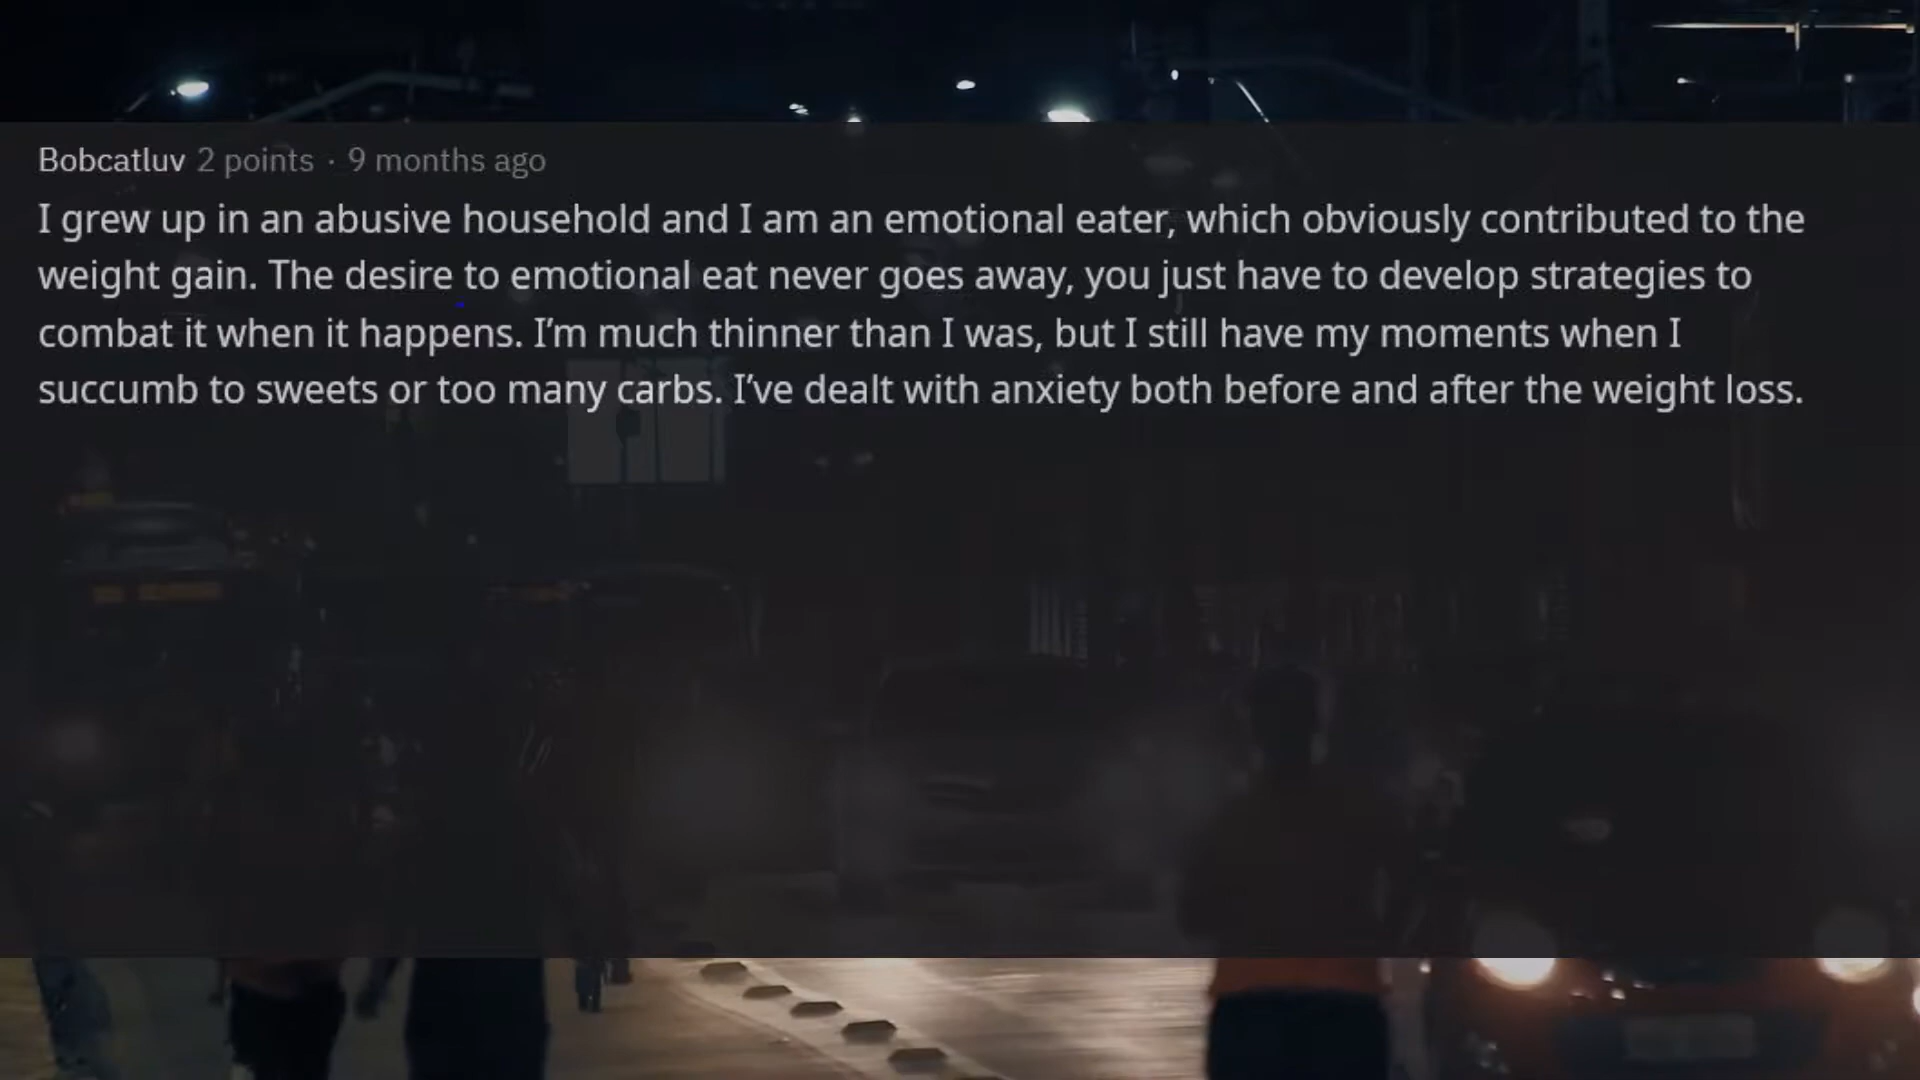 Bobcatluv 2 points · 9 months ago
I grew up in an abusive household and I am an emotional eater, which obviously contributed to the
weight gain. The desire to emotional eat never goes away, you just have to develop strategies to
combat it when it happens. I’m much thinner than I was, but I still have my moments when I
succumb to sweets or too many carbs. I’ve dealt with anxiety both before and after the weight loss.